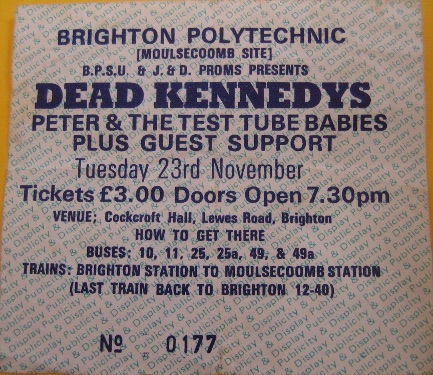 BRIGHTON POLYTECHNIC
[MOULSECOOMB SITE]
B.P.S.U. & J.& D. PROMS PRESENTS
DEAD KENNEDYS
PETER & THE TEST TUBE BABIES
PLUS GUEST SUPPORT
Tuesday 23rd November
Tickets £3.00 Doors Open 7.30pm
VENUE; Cockcroft Hall, Lewes Road, Brighton
HOW TO GET THERE
BUSES: 10, 11, 25, 25a, 49, & 49a
TRAINS: BRIGHTON STATION TO MOULSECOOMB STATION
(LAST TRAIN BACK TO BRIGHTON 12-40)
Nº 0177